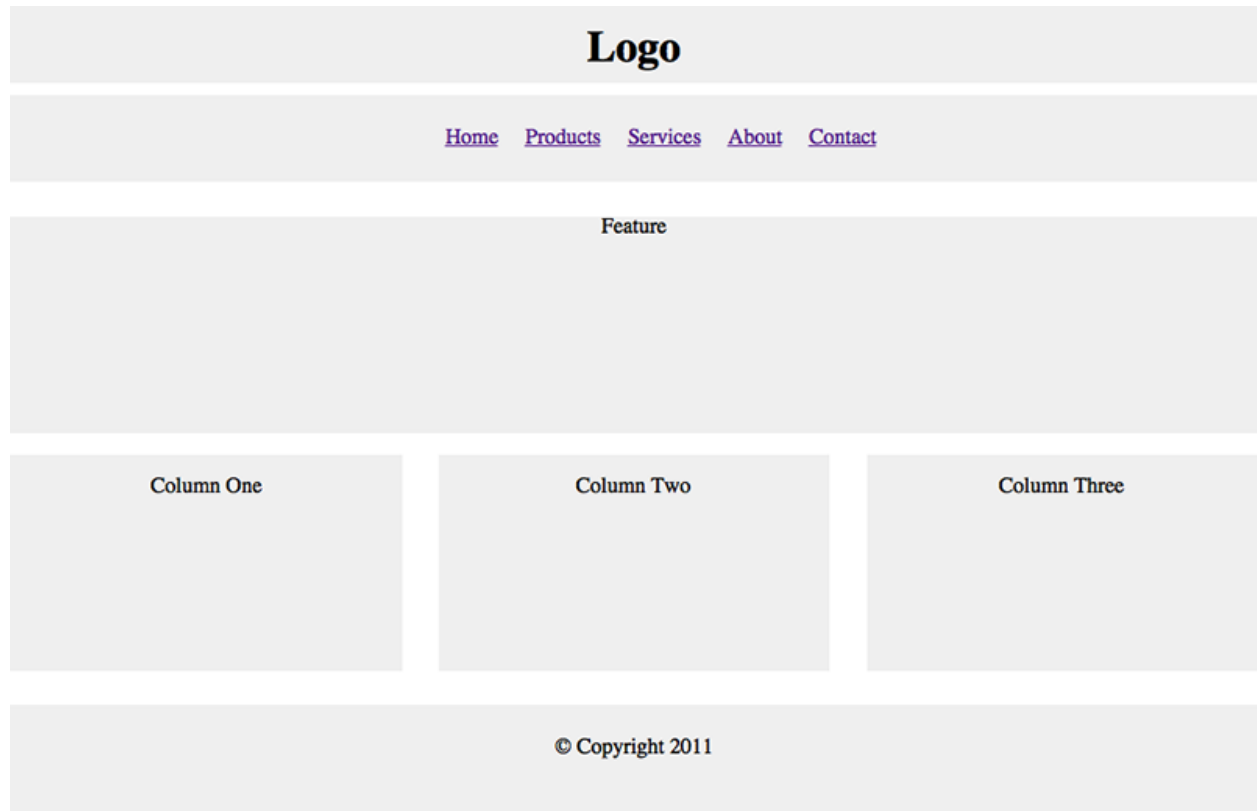 Logo
Home Products Services About Contact
Feature
Column One
Column Two
Column Three
© Copyright 2011